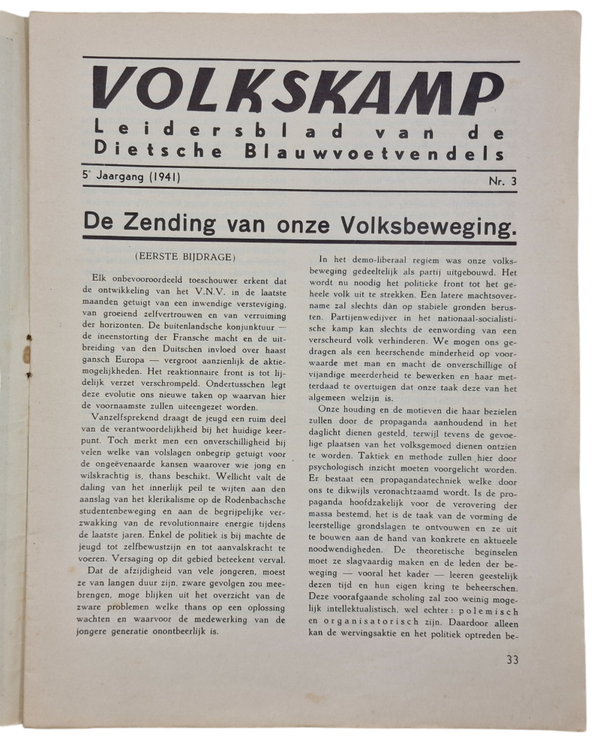 VOLKSKAMP
Leidersblad van de
Dietsche Blauwvoetvendels
5e Jaargang (1941)
Nr. 3
De Zending van onze Volksbeweging.
(EERSTE BIJDRAGE)
Elk onbevooroordeeld toeschouwer erkent dat
de ontwikkeling van het V.N.V. in de laatste
maanden getuigt van een inwendige versteviging,
van groeiend zelfvertrouwen en van verruiming
der horizonten. De buitenlandsche konjunktuur —
de ineenstorting der Fransche macht en de uit-
breiding van den Duitschen invloed over haast
gansch Europa — vergroot aanzienlijk de aktie-
mogelijkheden. Het reaktionnair front is tot lij-
delijk verzet verschrompeld. Ondertusschen legt
deze evolutie ons nieuwe taken op waarvan hier
de voornaamste zullen uiteengezet worden.
Vanzelfsprekend draagt de jeugd een ruim deel
van de verantwoordelijkheid bij het huidige keer-
punt. Toch merkt men een onverschilligheid bij
velen welke van volslagen onbegrip getuigt voor
de ongeëvenaarde kansen waarover wie jong en
wilskrachtig is, thans beschikt. Wellicht valt de
daling van het innerlijk peil te wijten aan den
aanslag van het klerikalisme op de Rodenbachsche
studentenbeweging en aan de begrijpelijke ver-
zwakking van de revolutionnaire energie tijdens
de laatste jaren. Enkel de politiek is bij machte de
jeugd tot zelfbewustzijn en tot aanvalskracht te
voeren. Versaging op dit gebied beteekent verval.
Dat de afzijdigheid van vele jongeren, moest
ze van langen duur zijn, zware gevolgen zou mee-
brengen, moge blijken uit het overzicht van de
zware problemen welke thans op een oplossing
wachten en waarvoor de medewerking van de
jongere generatie onontbeerlijk is.
In het demo-liberaal regiem was onze volks-
beweging gedeeltelijk als partij uitgebouwd. Het
wordt nu noodig het politieke front tot het ge-
heele volk uit te strekken. Een latere machtsover-
name zal slechts dàn op stabiele gronden berus-
ten. Partijenwedijver in het nationaal-socialisti-
sche kamp kan slechts de eenwording van een
verscheurd volk verhinderen. We mogen ons ge-
dragen als een heerschende minderheid op voor-
waarde met man en macht de onverschillige of
vijandige meerderheid te bewerken en haar met-
terdaad te overtuigen dat onze taak deze van het
algemeen welzijn is.
Onze houding en de motieven die haar bezielen
zullen door de propaganda aanhoudend in het
daglicht dienen gesteld, terwijl tevens de gevoe-
lige plaatsen van het volksgemoed dienen ontzien
te worden. Taktiek en methode zullen hier door
psychologisch inzicht moeten voorgelicht worden.
Er bestaat een propagandatechniek welke door
ons te dikwijls veronachtzaamd wordt. Is de pro-
paganda hoofdzakelijk voor de verovering der
massa bestemd, het is de taak van de vorming de
leerstellige grondslagen te ontvouwen en ze uit
te bouwen aan de hand van konkrete en aktueele
noodwendigheden. De theoretische beginselen
moet ze slagvaardig maken en de leden der be-
weging — vooral het kader — leeren geestelijk
dezen tijd en hun eigen kring te beheerschen.
Deze voorafgaande scholing zal zoo weinig moge-
lijk intellektualistisch, wel echter: polemisch
en organisatorisch zijn. Daardoor alleen
kan de wervingsaktie en het politiek optreden be-
33